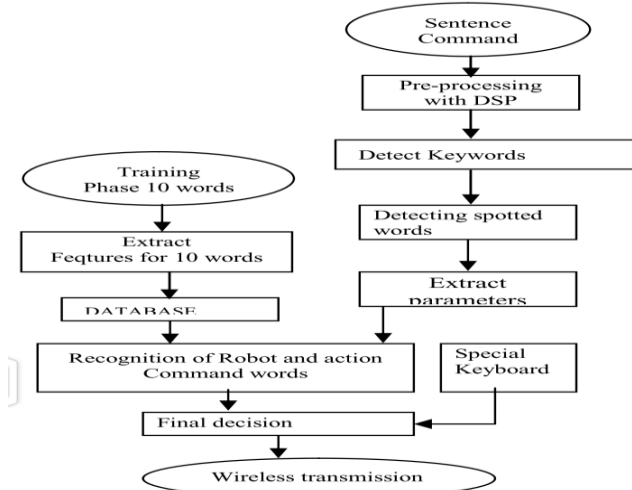 Sentence
Command
Pre-processing
with DSP
Detect Keywords
Training
Phase 10 words
Detecting spotted
words
Extract
Feqtures for 10 words
Extract
parameters
DATABASE
Recognition of Robot and action
Command words
Special
Keyboard
Final decision
Wireless transmission